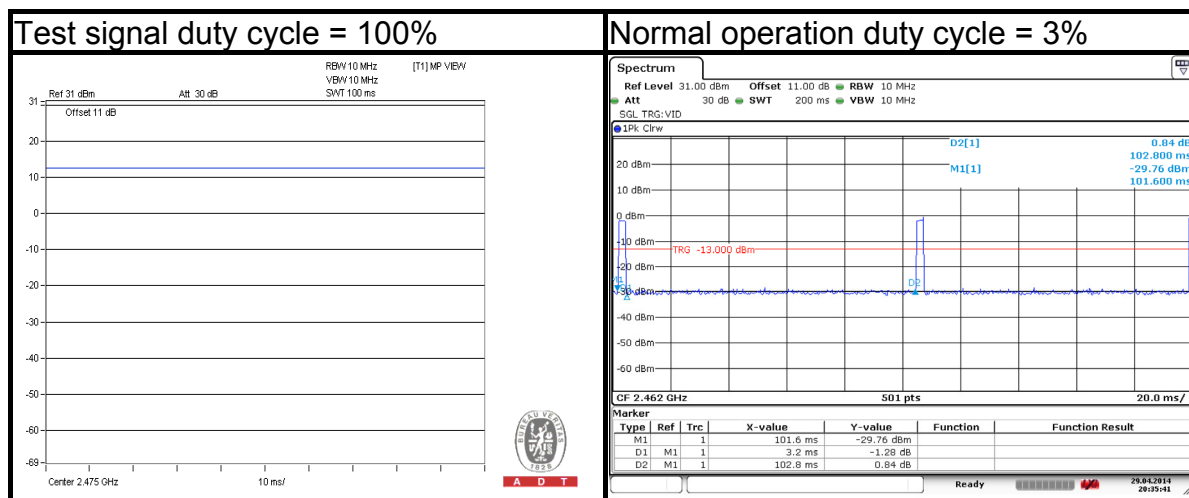 Test signal duty cycle = 100%
RBW 10 MHz [T1] MP VIEW
VBW 10 MHz
Ref 31 dBm Att 30 dB SWT 100 ms
31
Offset 11 dB
20
10
0
-10
-20
-30
-40
-50
-60
-69
Center 2.475 GHz 10 ms/
BUREAU VERITAS
1828
A D T
Normal operation duty cycle = 3%
Spectrum
Ref Level 31.00 dBm Offset 11.00 dB RBW 10 MHz
Att 30 dB SWT 200 ms VBW 10 MHz
SGL TRG:VID
1Pk Clrw
D2[1] 0.84 dB
102.800 ms
M1[1] -29.76 dBm
101.600 ms
20 dBm
10 dBm
0 dBm
-10 dBm
TRG -13.000 dBm
-20 dBm
D2
-30 dBm
-40 dBm
-50 dBm
-60 dBm
CF 2.462 GHz 501 pts 20.0 ms/
Marker
Type Ref Trc X-value Y-value Function Function Result
M1 1 101.6 ms -29.76 dBm
D1 M1 1 3.2 ms -1.28 dB
D2 M1 1 102.8 ms 0.84 dB
Ready 29.04.2014
20:35:41